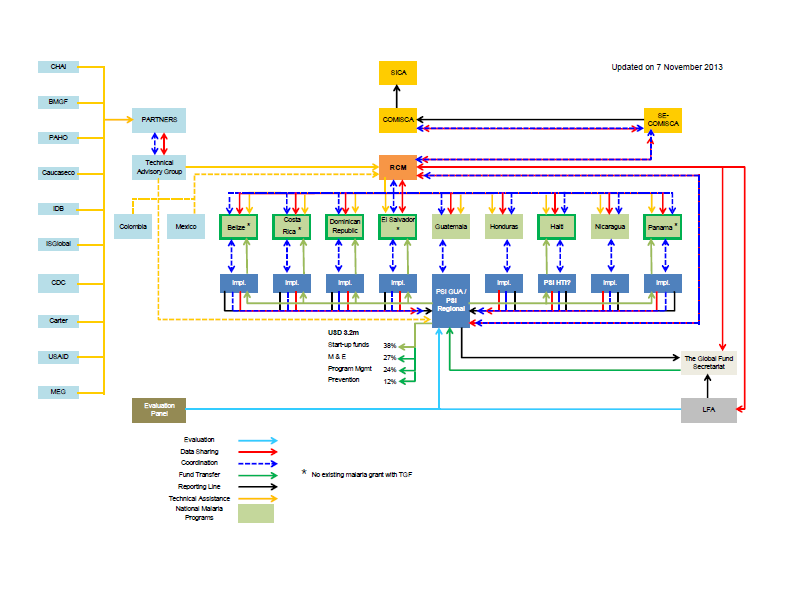 Updated on 7 November 2013
CHAI
BMGF
PAHO
Caucaseco
IDB
ISGlobal
CDC
Carter
USAID
MEG
SICA
COMISCA
SE-
COMISCA
PARTNERS
Technical
Advisory Group
RCM
Colombia
Mexico
Belize *
Costa
Rica *
Dominican
Republic
El Salvador
*
Guatemala
Honduras
Haiti
Nicaragua
Panama *
Impl.
Impl.
Impl.
Impl.
PSI GUA /
PSI
Regional
Impl.
PSI HTI?
Impl.
Impl.
USD 3.2m
Start-up funds 38%
M & E 27%
Program Mgmt 24%
Prevention 12%
The Global Fund
Secretariat
LFA
Evaluation
Panel
Evaluation
Data Sharing
Coordination
Fund Transfer
Reporting Line
Technical Assistance
National Malaria
Programs
* No existing malaria grant with TGF